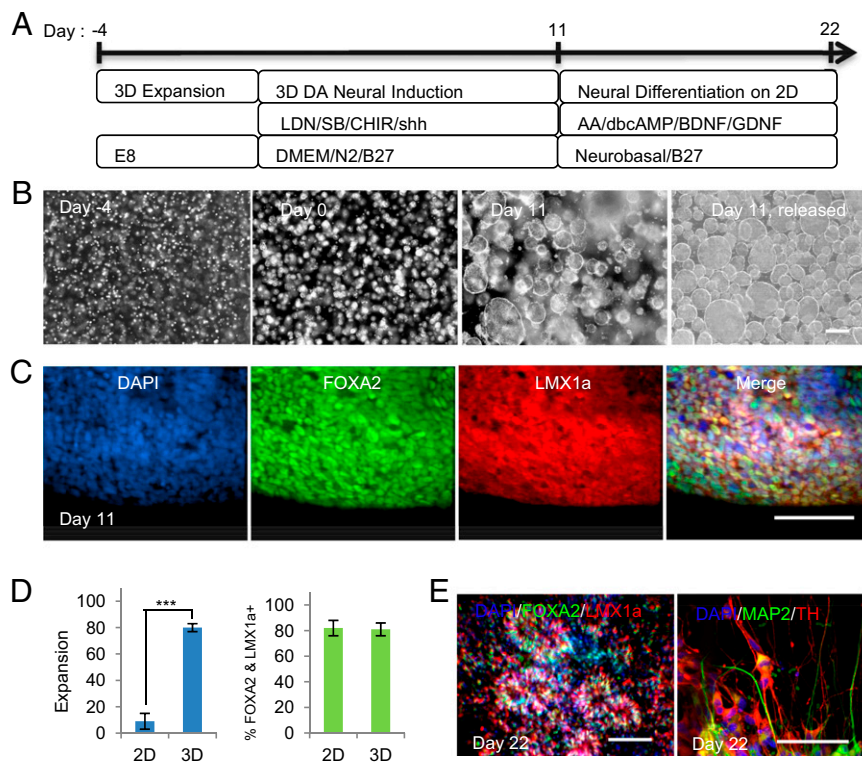 A
Day : -4 11 22
3D Expansion
3D DA Neural Induction
Neural Differentiation on 2D
LDN/SB/CHIR/shh
AA/dbcAMP/BDNF/GDNF
E8
DMEM/N2/B27
Neurobasal/B27
B
Day -4
Day 0
Day 11
Day 11, released
C
DAPI
FOXA2
LMX1a
Merge
Day 11
D
Expansion
100
80
60
40
20
0
***
2D
3D
% FOXA2 & LMX1a+
100
80
60
40
20
0
2D
3D
E
DAPI/FOXA2/LMX1a
Day 22
DAPI/MAP2/TH
Day 22